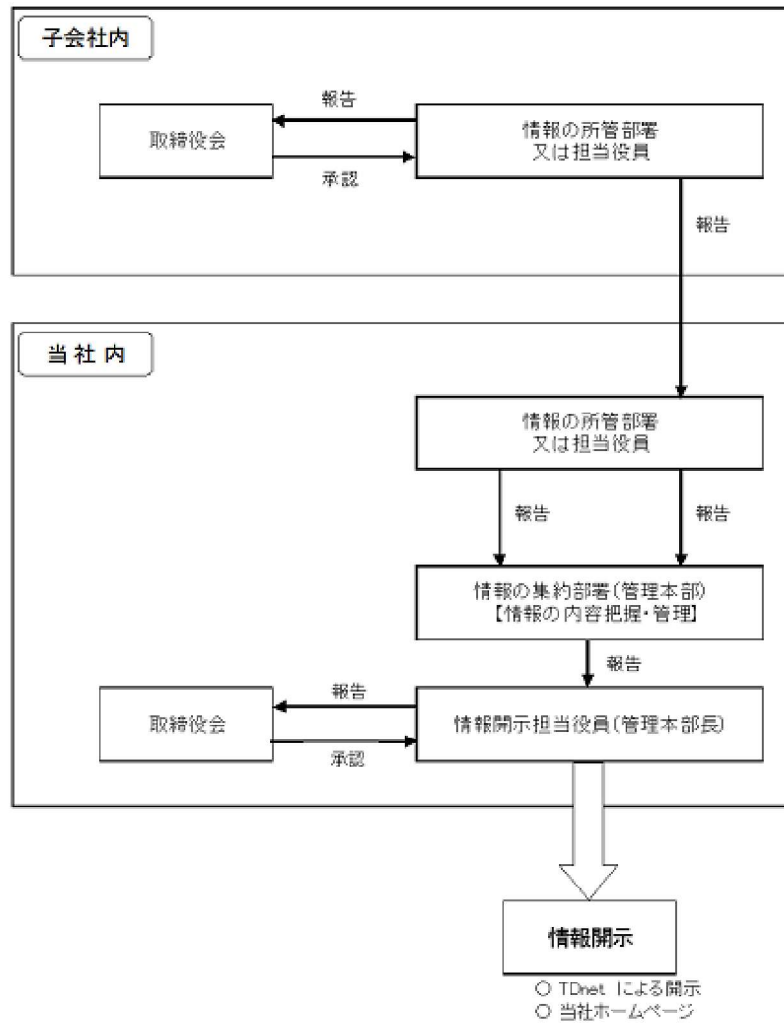 子会社内
報告
取締役会
情報の所管部署
又は担当役員
承認
報告
当社内
情報の所管部署
又は担当役員
報告
報告
情報の集約部署(管理本部)
【情報の内容把握・管理】
報告
報告
取締役会
情報開示担当役員(管理本部長)
承認
情報開示
○ TDnet による開示
○ 当社ホームページ